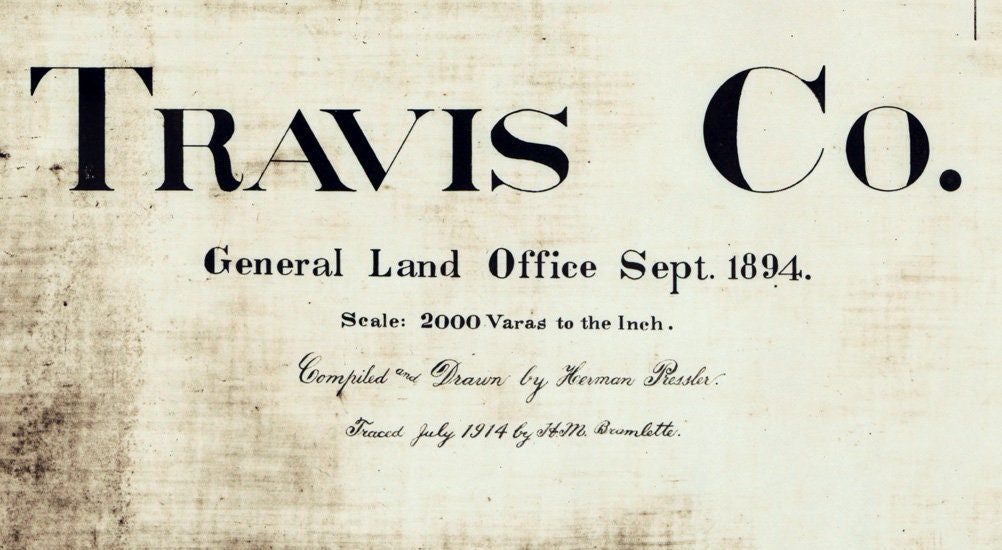 TRAVIS CO.
General Land Office Sept. 1894.
Scale: 2000 Varas to the Inch.
Compiled and Drawn by Herman Pressler.
Traced July 1914 by H.M. Bramlette.